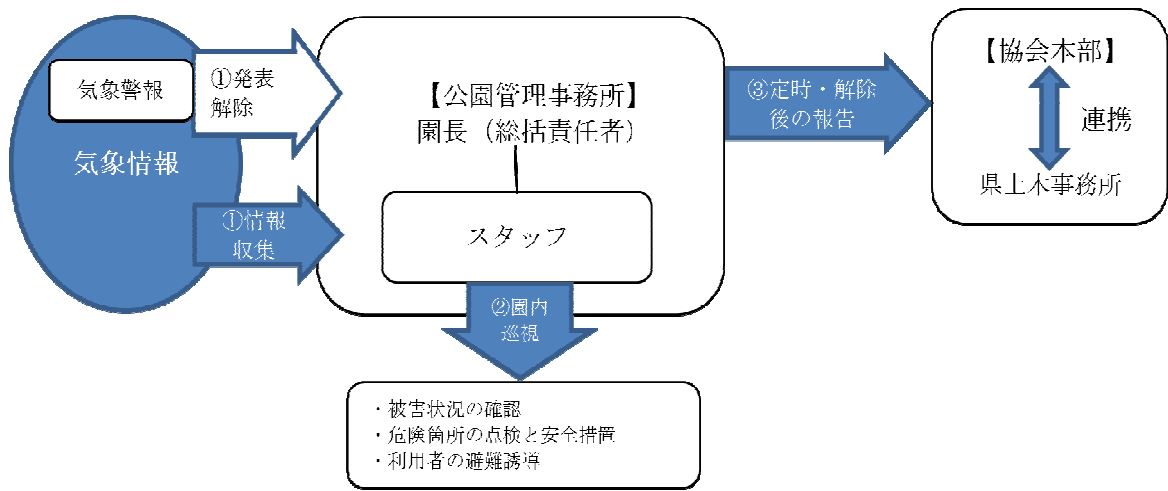 気象警報
気象情報
①発表
解除
①情報
収集
【公園管理事務所】
園長（総括責任者）
スタッフ
②園内
巡視
・被害状況の確認
・危険箇所の点検と安全措置
・利用者の避難誘導
③定時・解除
後の報告
【協会本部】
連携
県土木事務所